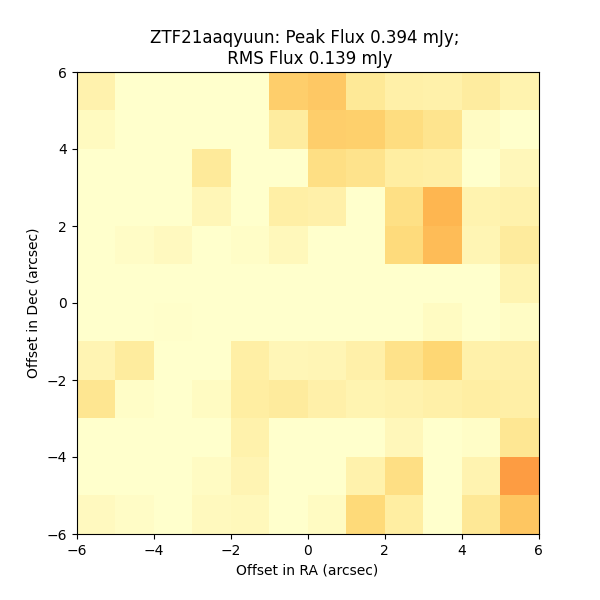 ZTF21aaqyuun: Peak Flux 0.394 mJy;
RMS Flux 0.139 mJy
6
4
2
0
−2
−4
−6
Offset in Dec (arcsec)
−6 −4 −2 0 2 4 6
Offset in RA (arcsec)